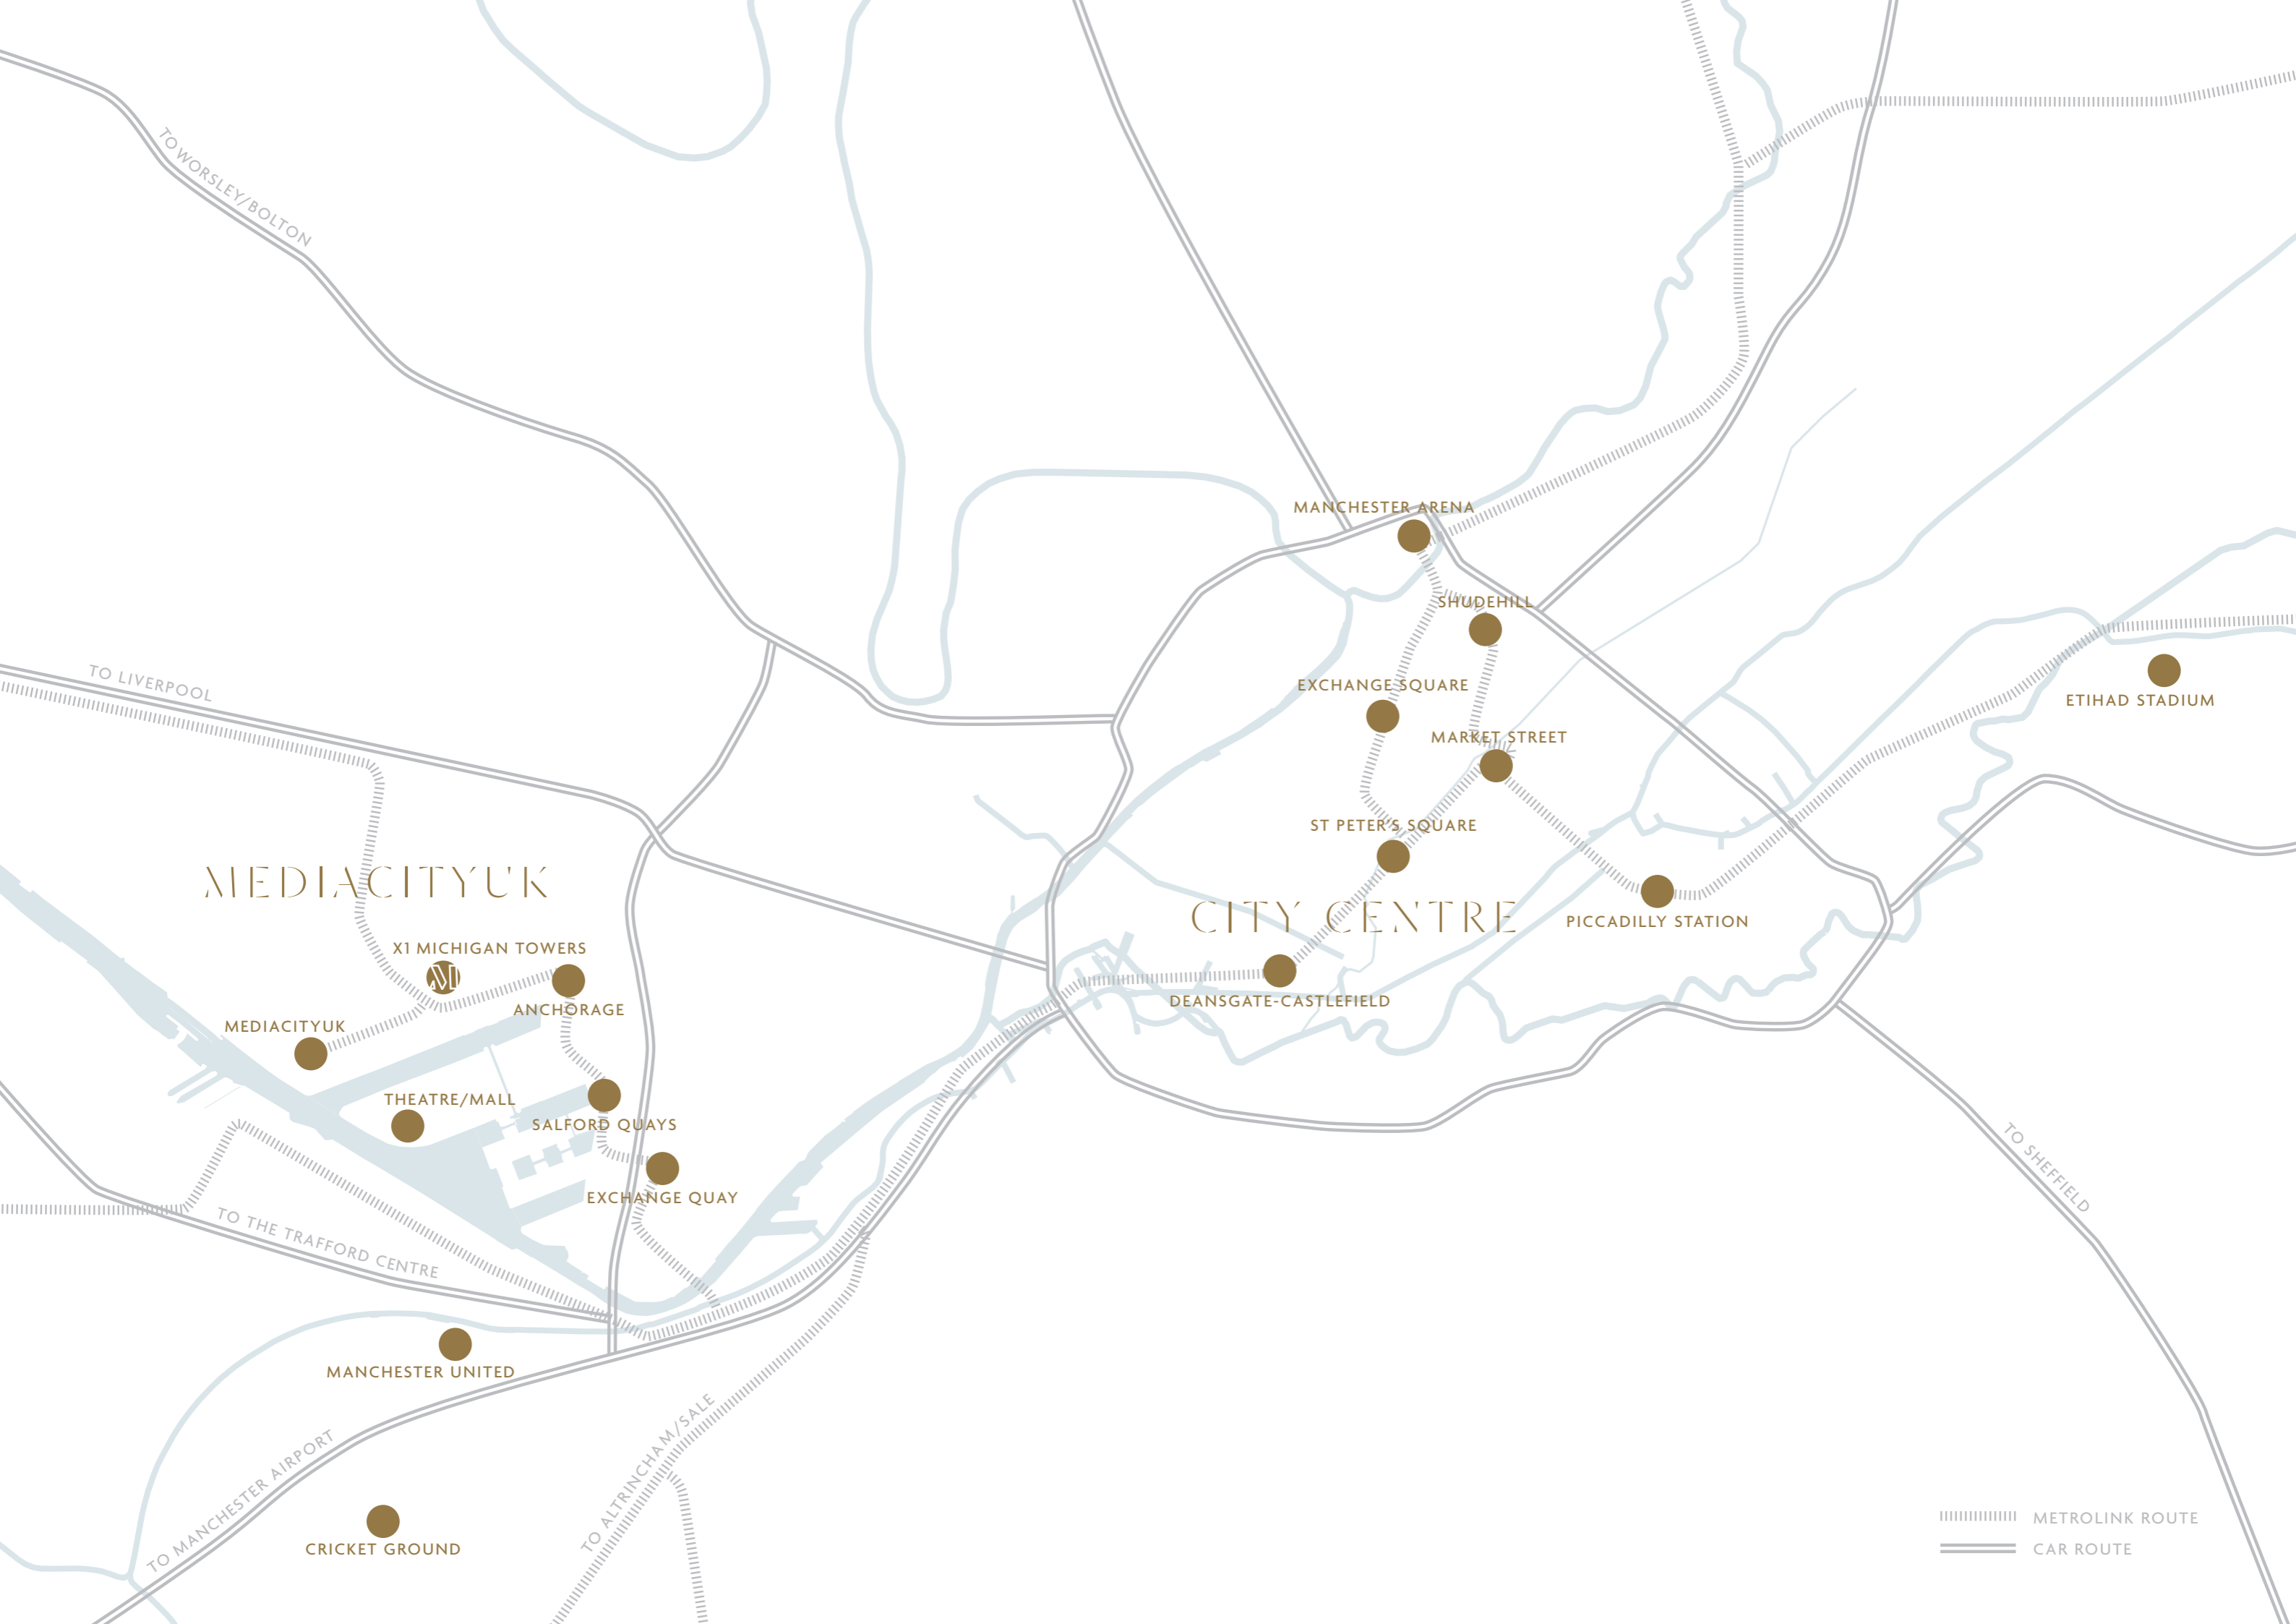 TO WORSLEY/BOLTON
MANCHESTER ARENA
SHUDEHILL
TO LIVERPOOL
EXCHANGE SQUARE
ETIHAD STADIUM
MARKET STREET
ST PETER'S SQUARE
MEDIACITYUK
CITY CENTRE
PICCADILLY STATION
X1 MICHIGAN TOWERS
M
ANCHORAGE
DEANSGATE-CASTLEFIELD
MEDIACITYUK
THEATRE/MALL
SALFORD QUAYS
EXCHANGE QUAY
TO SHEFFIELD
TO THE TRAFFORD CENTRE
MANCHESTER UNITED
TO MANCHESTER AIRPORT
TO ALTRINCHAM/SALE
CRICKET GROUND
METROLINK ROUTE
CAR ROUTE